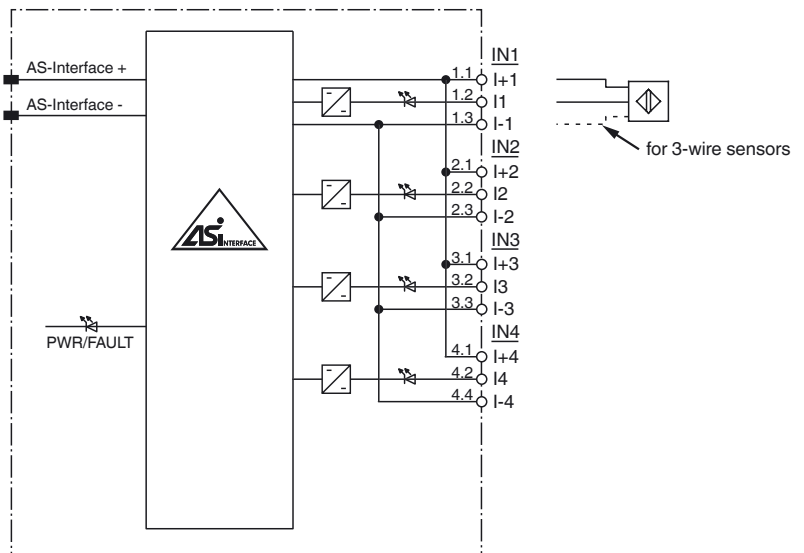 AS-Interface +
AS-Interface -
PWR/FAULT
ASi INTERFACE
IN1
1.1 I+1
1.2 I1
1.3 I-1
IN2
2.1 I+2
2.2 I2
2.3 I-2
IN3
3.1 I+3
3.2 I3
3.3 I-3
IN4
4.1 I+4
4.2 I4
4.4 I-4
for 3-wire sensors